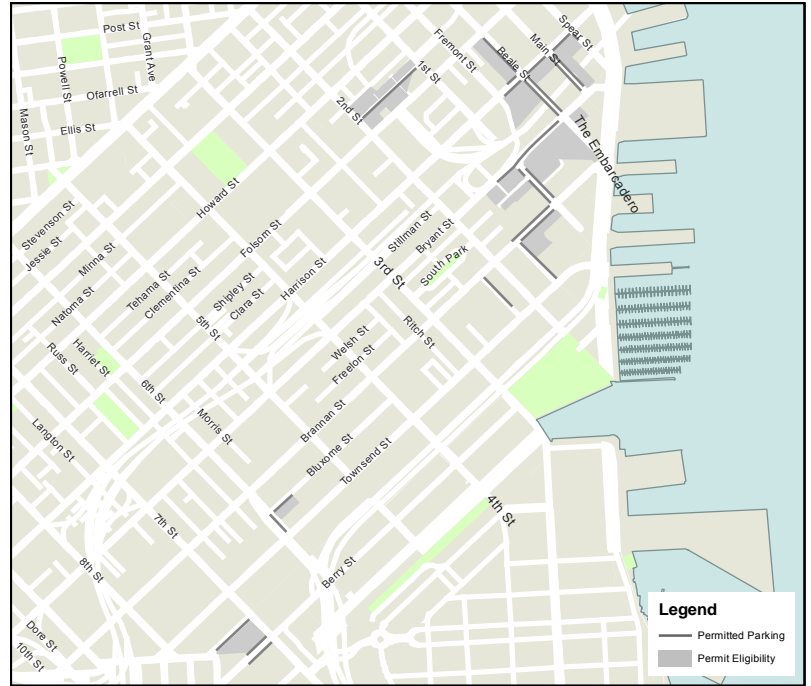 Post St
Grant Ave
Powell St
Ofarrell St
Mason St
Ellis St
Spear St
Main St
Fremont St
Beale St
1st St
2nd St
The Embarcadero
Howard St
Stevenson St
Jessie St
Minna St
Natoma St
Folsom St
Tehama St
Clementina St
Shipley St
Clara St
Harrison St
Stillman St
Bryant St
South Park
3rd St
5th St
Ritch St
Welsh St
Freelon St
Harriet St
Russ St
6th St
Morris St
Langton St
Brannan St
Bluxome St
Townsend St
4th St
7th St
8th St
Berry St
Dore St
10th St
Legend
Permitted Parking
Permit Eligibility